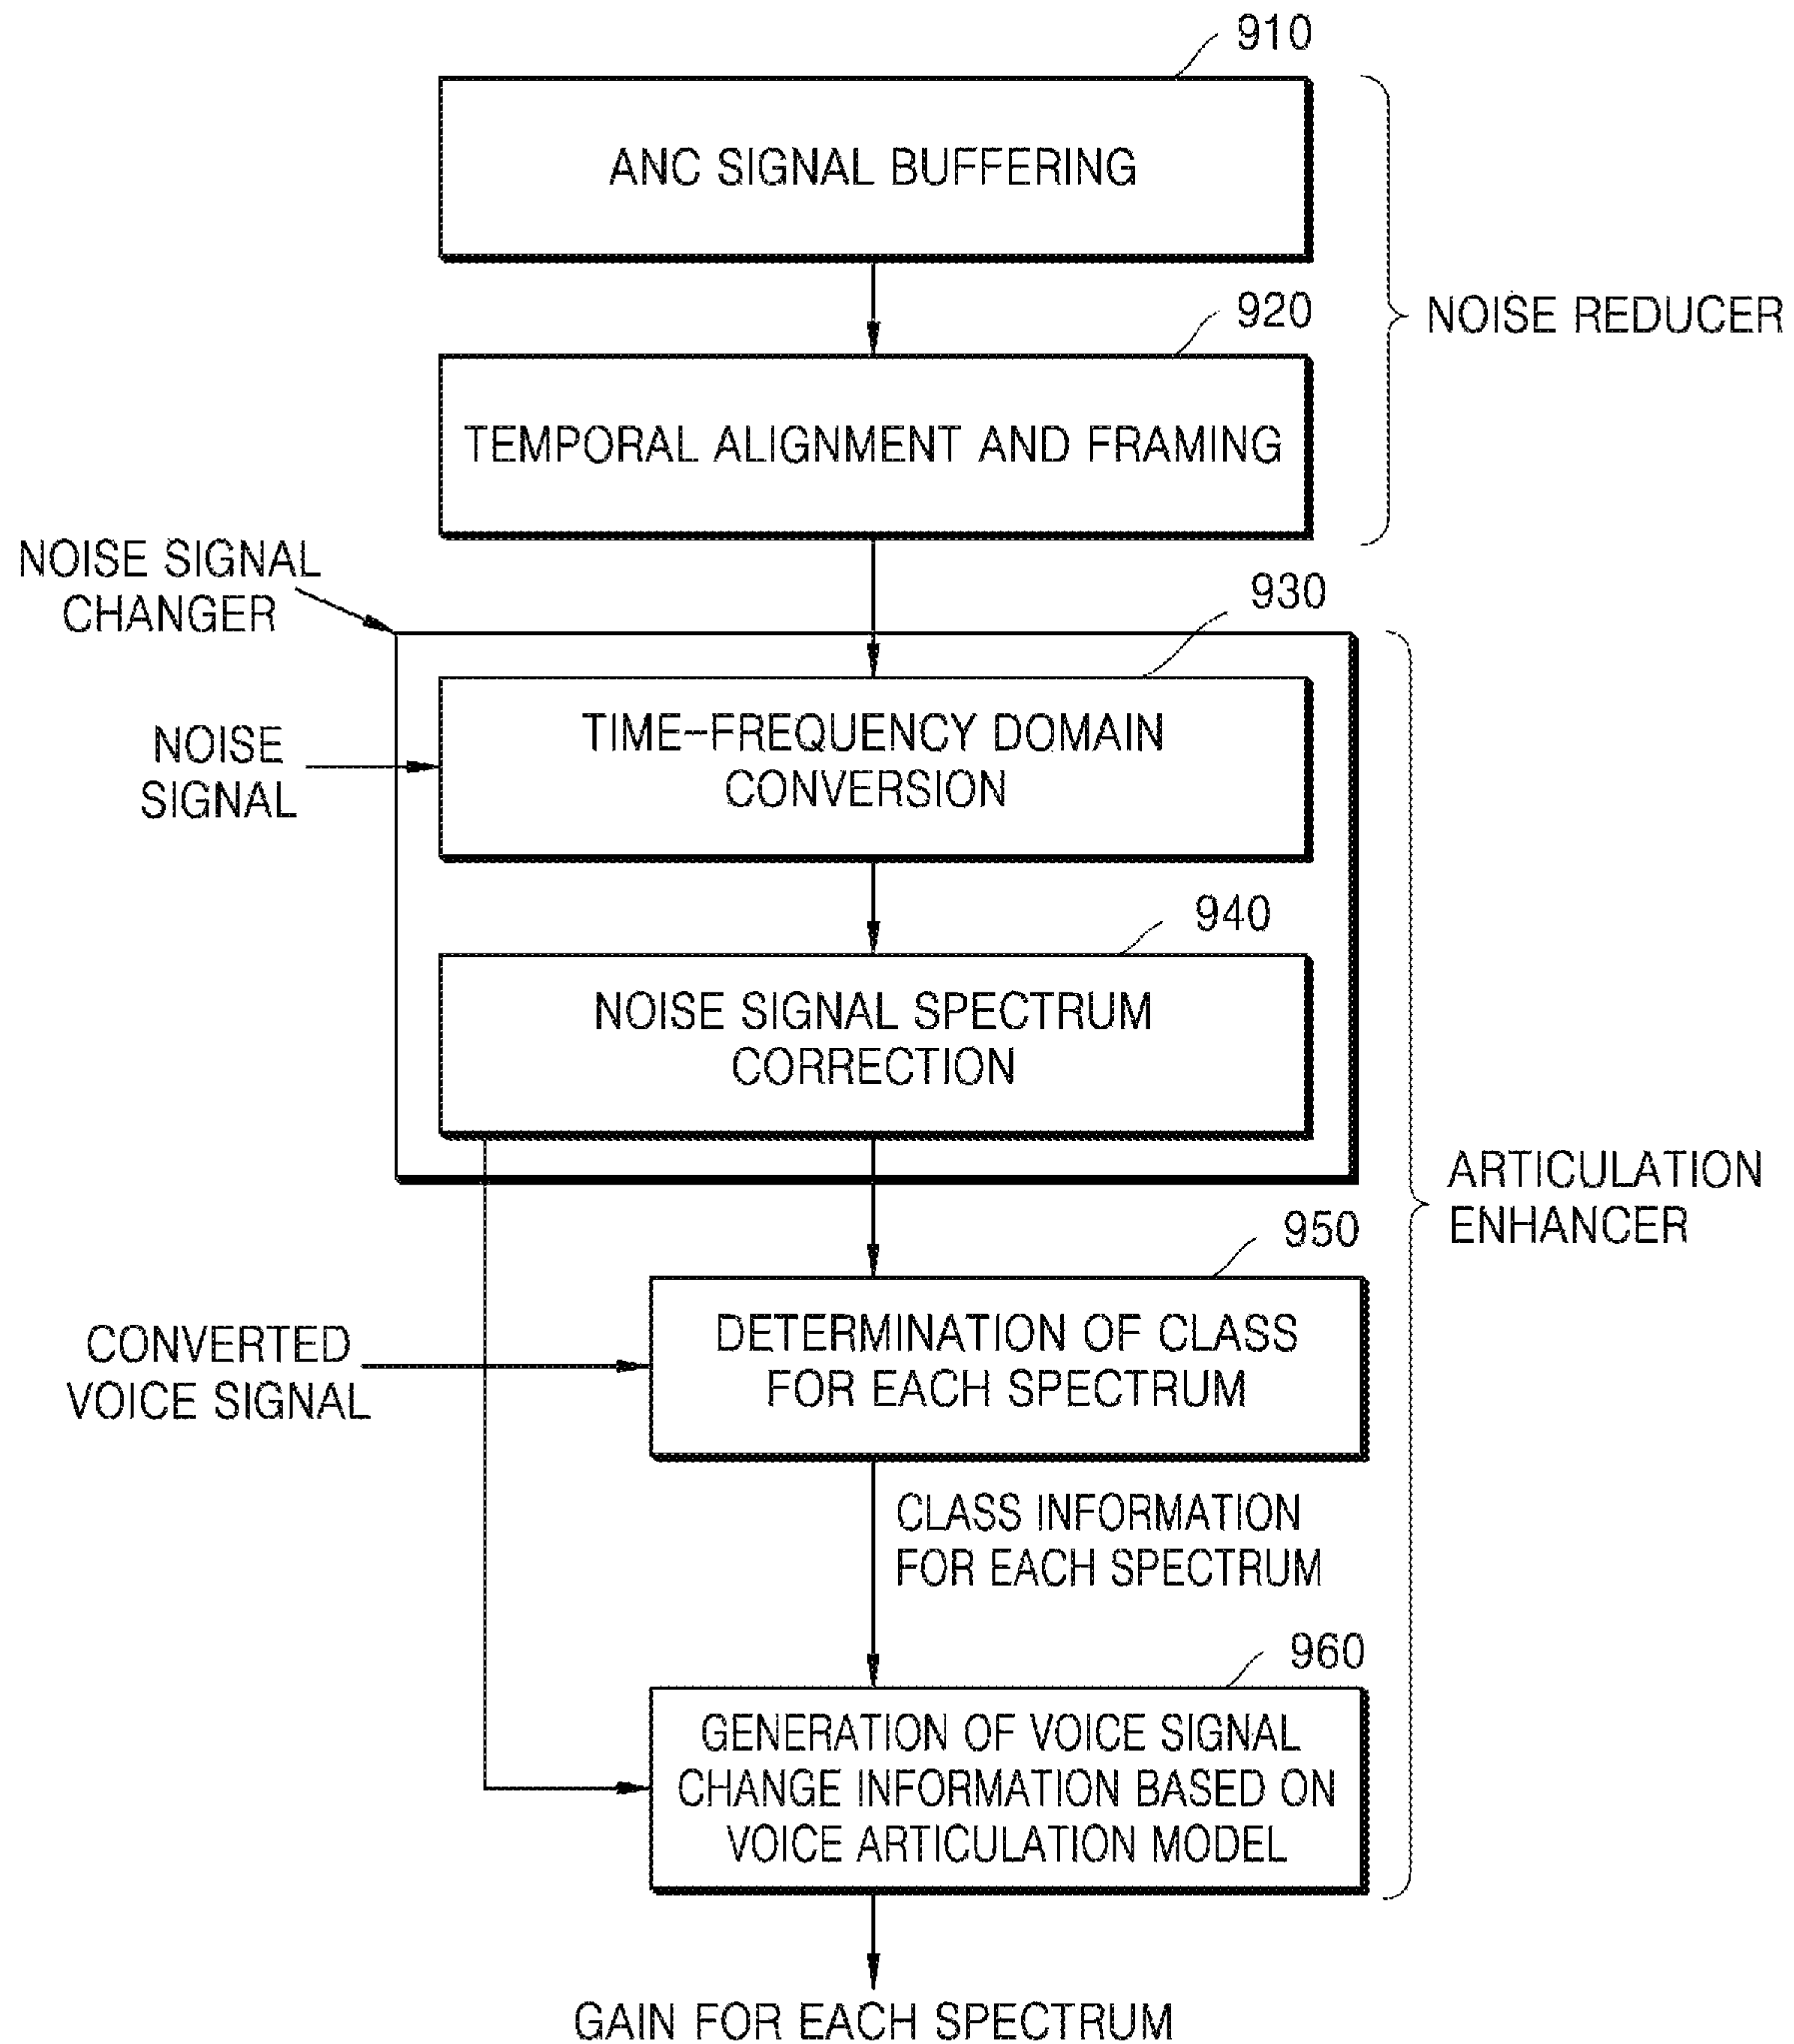 910
ANC SIGNAL BUFFERING
920
NOISE REDUCER
TEMPORAL ALIGNMENT AND FRAMING
NOISE SIGNAL
CHANGER
930
TIME-FREQUENCY DOMAIN
CONVERSION
NOISE
SIGNAL
940
NOISE SIGNAL SPECTRUM
CORRECTION
ARTICULATION
ENHANCER
950
DETERMINATION OF CLASS
FOR EACH SPECTRUM
CONVERTED
VOICE SIGNAL
CLASS INFORMATION
FOR EACH SPECTRUM
960
GENERATION OF VOICE SIGNAL
CHANGE INFORMATION BASED ON
VOICE ARTICULATION MODEL
GAIN FOR EACH SPECTRUM